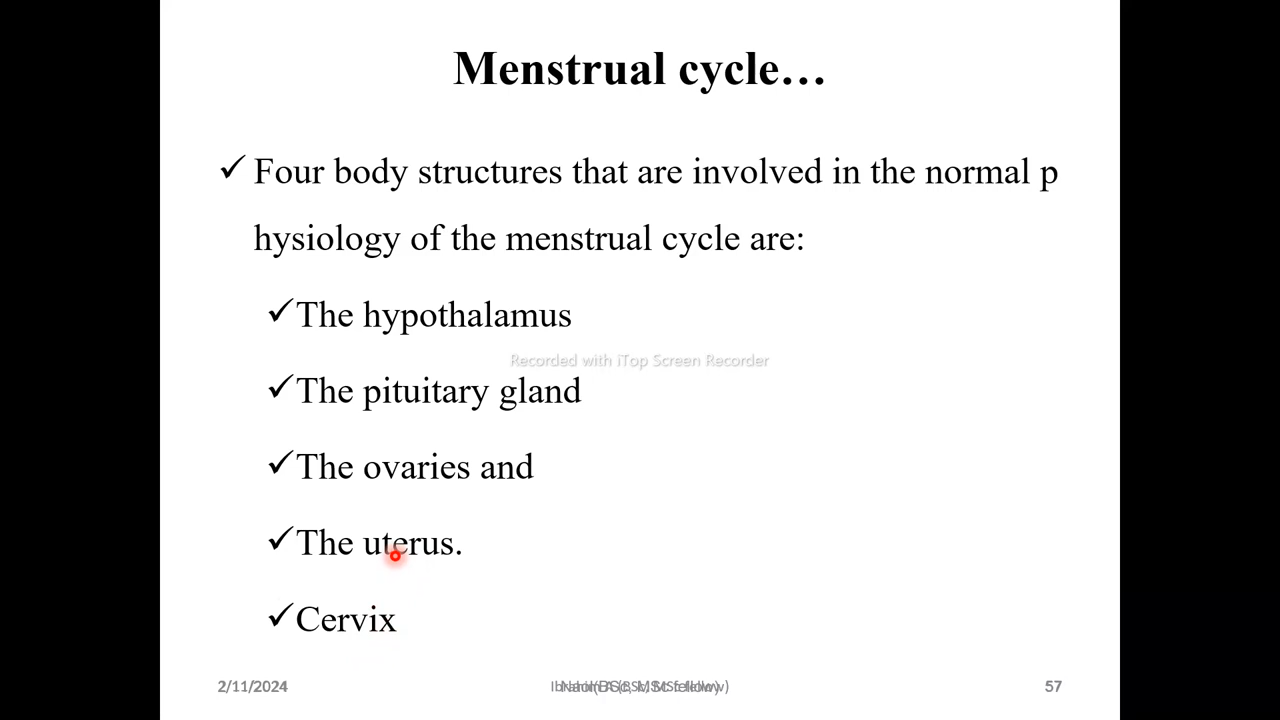 Menstrual cycle…
✓ Four body structures that are involved in the normal p
hysiology of the menstrual cycle are:
✓ The hypothalamus
Recorded with iTop Screen Recorder
✓ The pituitary gland
✓ The ovaries and
✓ The uterus.
✓ Cervix
2/11/2024
57